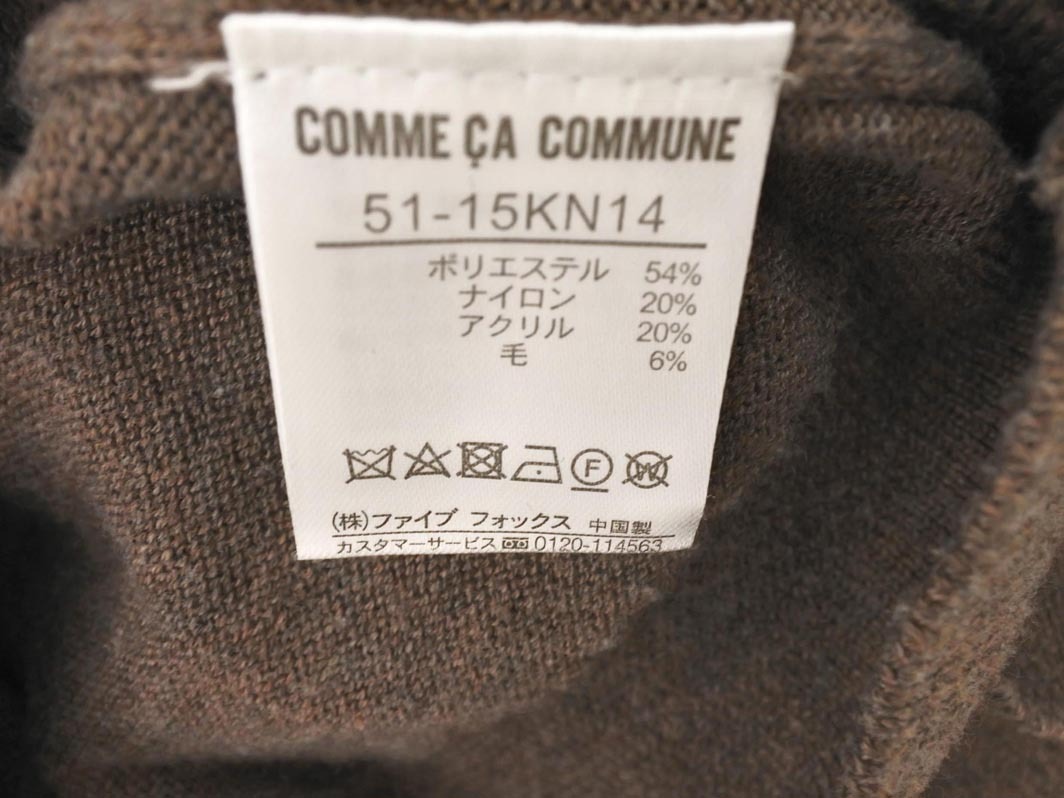 COMME ÇA COMMUNE
51-15KN14
ポリエステル 54%
ナイロン 20%
アクリル 20%
毛 6%
F W
(株)ファイブ フォックス 中国製
カスタマーサービス 0120-114563